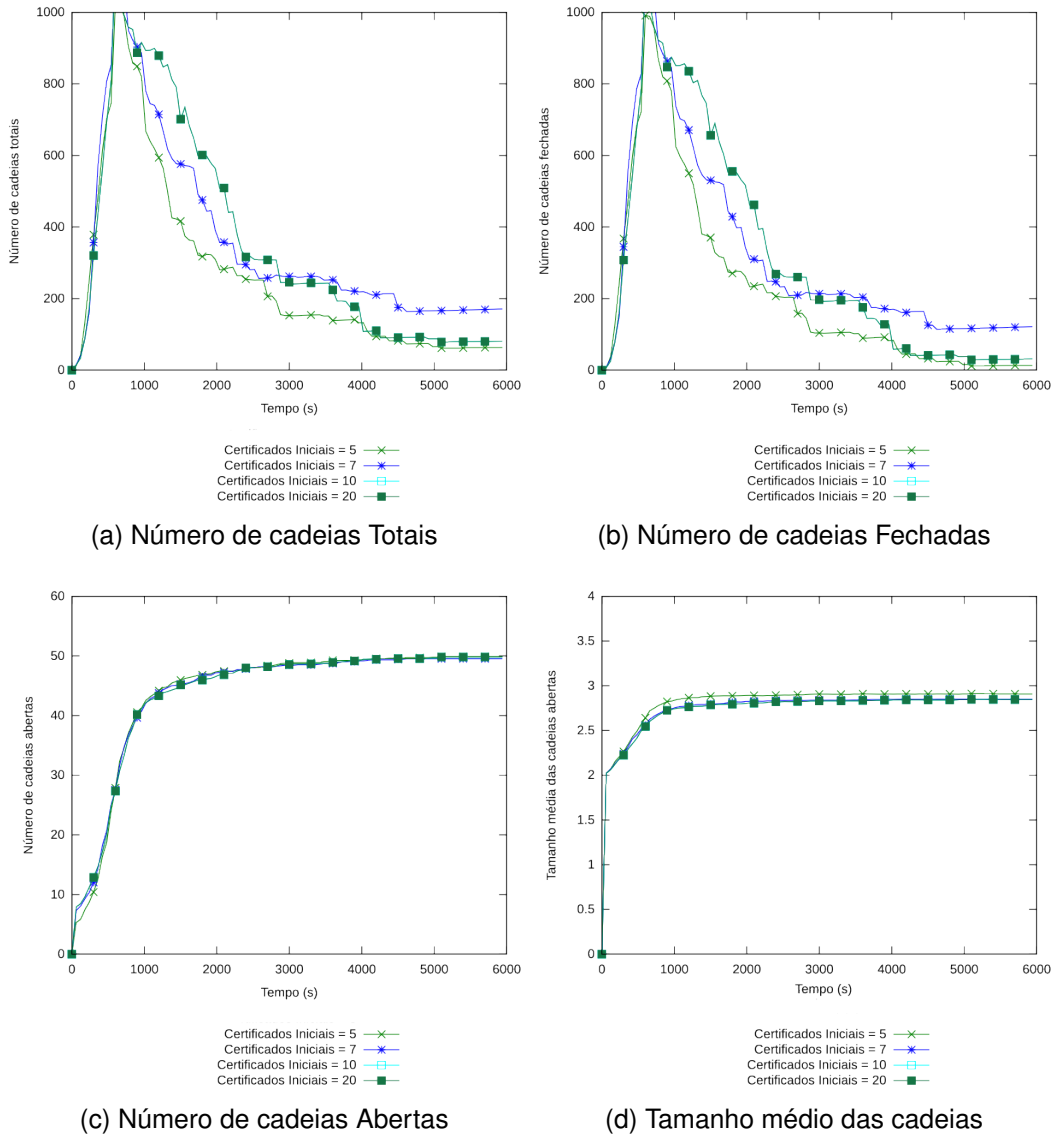 1000
800
600
400
200
0
Número de cadeias totais
0 1000 2000 3000 4000 5000 6000
Tempo (s)
Certificados Iniciais = 5
Certificados Iniciais = 7
Certificados Iniciais = 10
Certificados Iniciais = 20
(a) Número de cadeias Totais
1000
800
600
400
200
0
Número de cadeias fechadas
0 1000 2000 3000 4000 5000 6000
Tempo (s)
Certificados Iniciais = 5
Certificados Iniciais = 7
Certificados Iniciais = 10
Certificados Iniciais = 20
(b) Número de cadeias Fechadas
60
50
40
30
20
10
0
Número de cadeias abertas
0 1000 2000 3000 4000 5000 6000
Tempo (s)
Certificados Iniciais = 5
Certificados Iniciais = 7
Certificados Iniciais = 10
Certificados Iniciais = 20
(c) Número de cadeias Abertas
4
3.5
3
2.5
2
1.5
1
0.5
0
Tamanho média das cadeias abertas
0 1000 2000 3000 4000 5000 6000
Tempo (s)
Certificados Iniciais = 5
Certificados Iniciais = 7
Certificados Iniciais = 10
Certificados Iniciais = 20
(d) Tamanho médio das cadeias